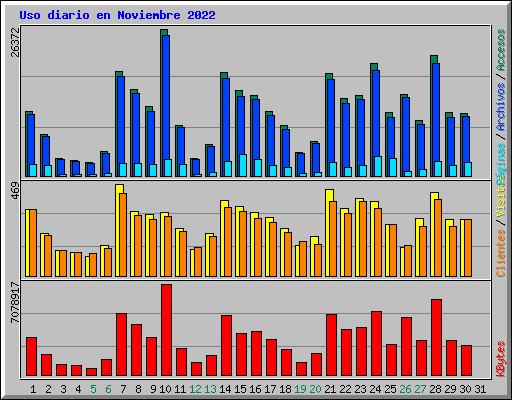 Uso diario en Noviembre 2022
26372
469
7078917
Páginas / Archivos / Accesos
Clientes / Visitas
KBytes
1 2 3 4 5 6 7 8 9 10 11 12 13 14 15 16 17 18 19 20 21 22 23 24 25 26 27 28 29 30 31